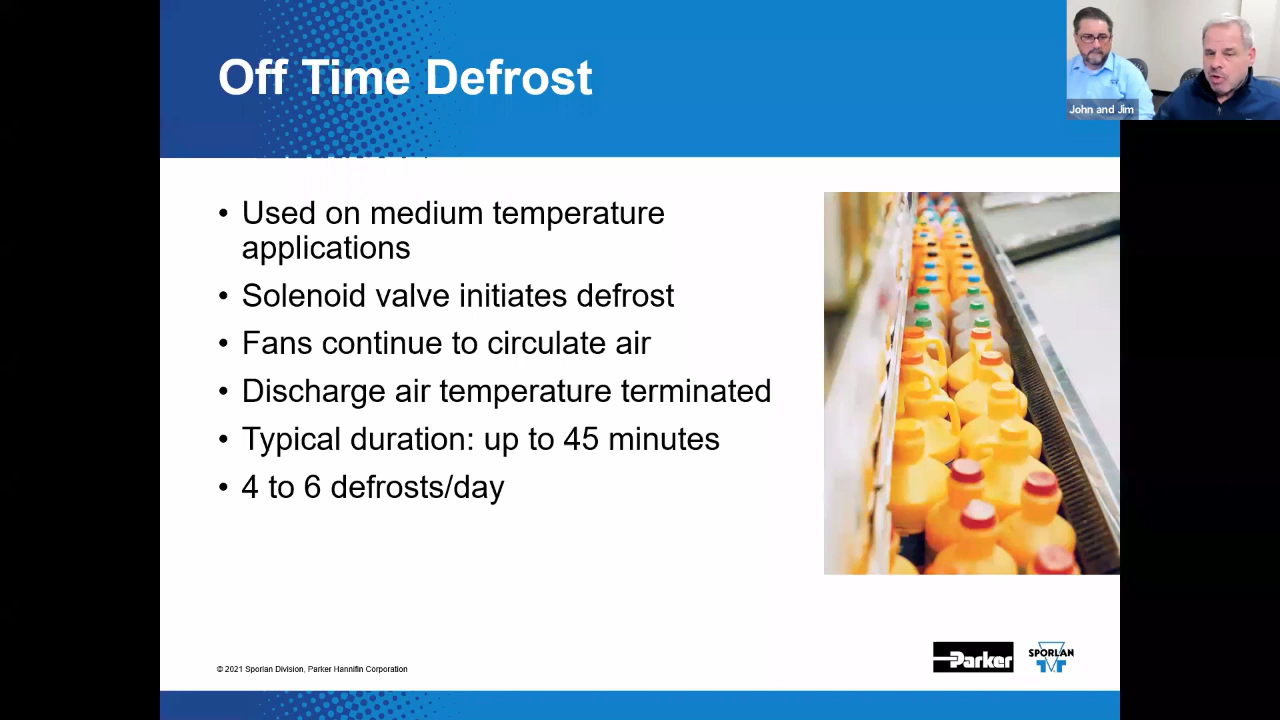 Off Time Defrost
John and Jim
• Used on medium temperature
applications
• Solenoid valve initiates defrost
• Fans continue to circulate air
• Discharge air temperature terminated
• Typical duration: up to 45 minutes
• 4 to 6 defrosts/day
© 2021 Sporlan Division, Parker Hannifin Corporation
Parker
SPORLAN